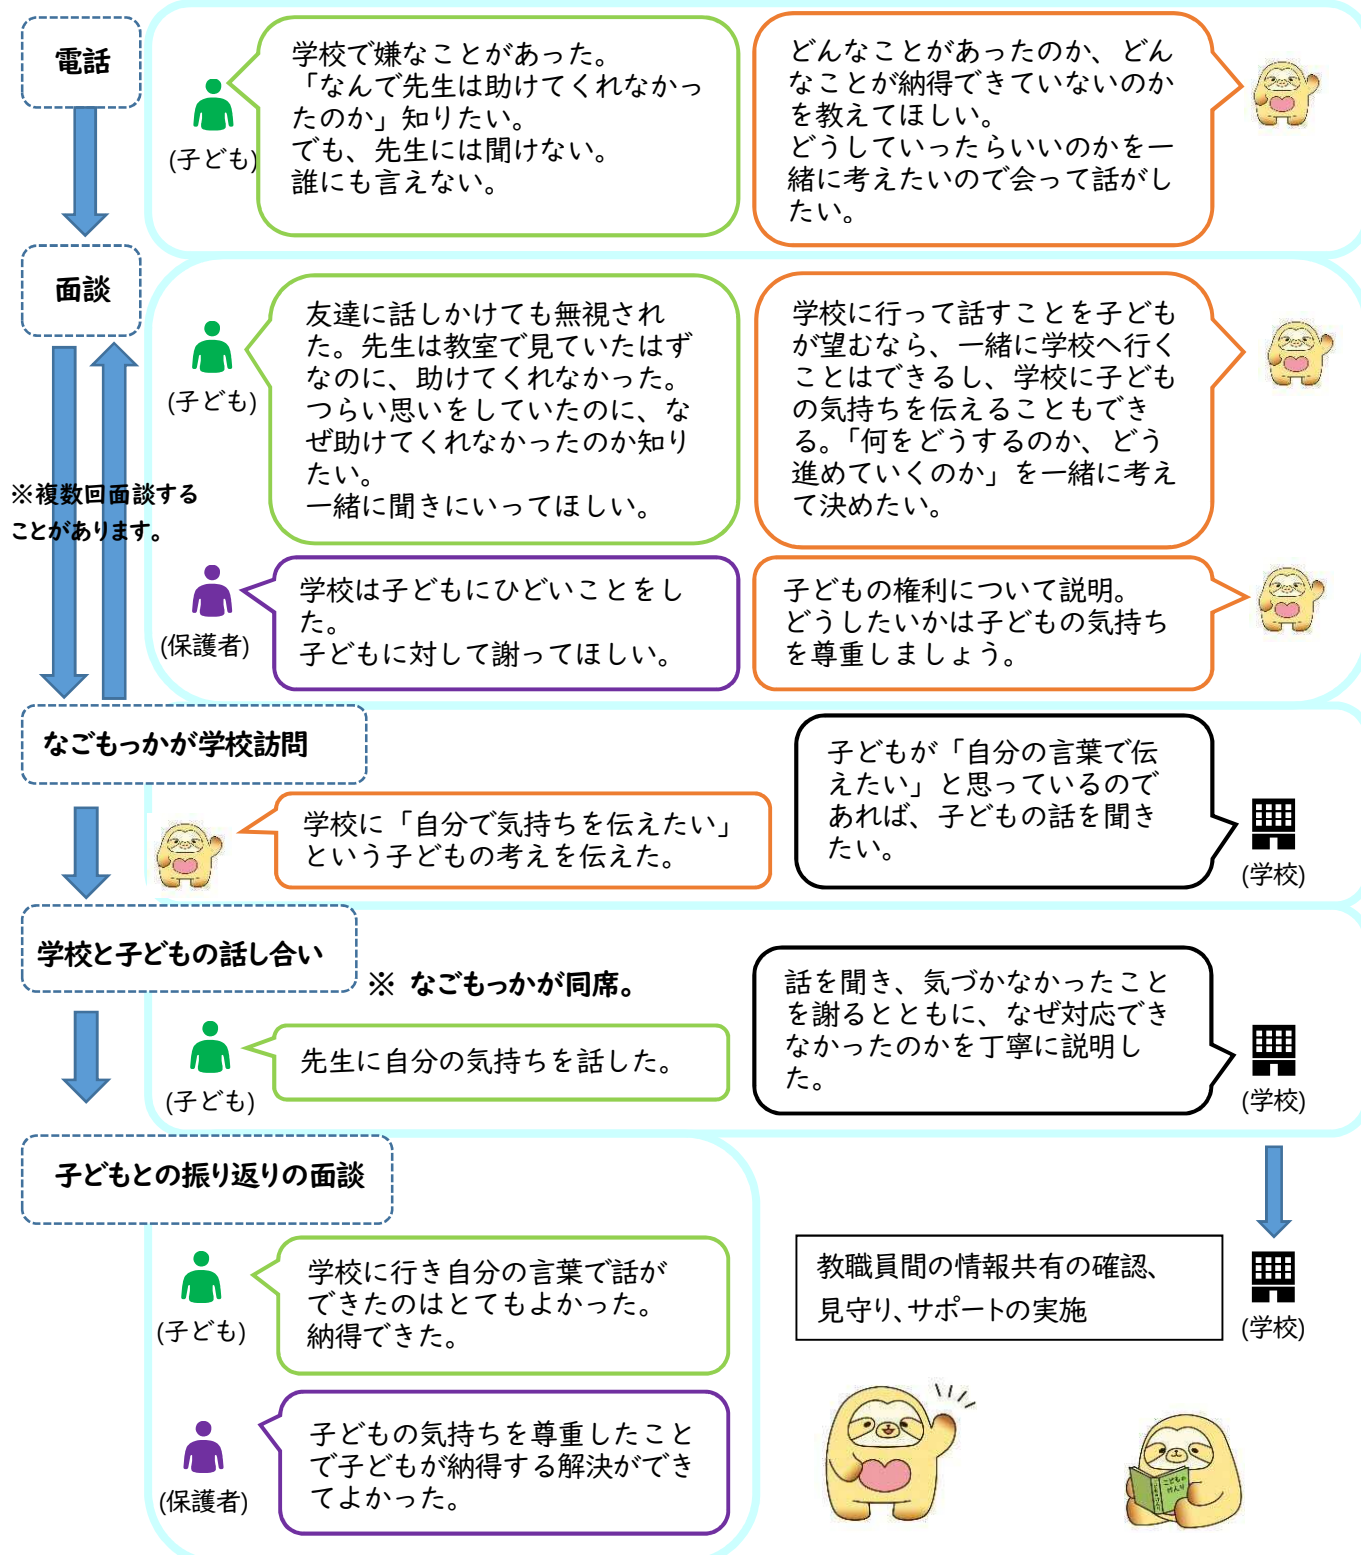 電話
(子ども)
学校で嫌なことがあった。
「なんで先生は助けてくれなかっ
たのか」知りたい。
でも、先生には聞けない。
誰にも言えない。
どんなことがあったのか、どん
なことが納得できていないのか
を教えてほしい。
どうしていったらいいのかを一
緒に考えたいので会って話がし
たい。
面談
(子ども)
友達に話しかけても無視され
た。先生は教室で見ていたはず
なのに、助けてくれなかった。
つらい思いをしていたのに、な
ぜ助けてくれなかったのか知り
たい。
一緒に聞きにいってほしい。
学校に行って話すことを子ども
が望むなら、一緒に学校へ行く
ことはできるし、学校に子ども
の気持ちを伝えることもでき
る。「何をどうするのか、どう
進めていくのか」を一緒に考え
て決めたい。
※複数回面談する
ことがあります。
(保護者)
学校は子どもにひどいことをし
た。
子どもに対して謝ってほしい。
子どもの権利について説明。
どうしたいかは子どもの気持ち
を尊重しましょう。
なごもっかが学校訪問
学校に「自分で気持ちを伝えたい」
という子どもの考えを伝えた。
子どもが「自分の言葉で伝
えたい」と思っているので
あれば、子どもの話を聞き
たい。
(学校)
学校と子どもの話し合い
※ なごもっかが同席。
(子ども)
先生に自分の気持ちを話した。
話を聞き、気づかなかったこと
を謝るとともに、なぜ対応でき
なかったのかを丁寧に説明し
た。
(学校)
子どもとの振り返りの面談
(子ども)
学校に行き自分の言葉で話が
できたのはとてもよかった。
納得できた。
教職員間の情報共有の確認、
見守り、サポートの実施
(学校)
(保護者)
子どもの気持ちを尊重したこと
で子どもが納得する解決ができ
てよかった。
こどもの
けんり